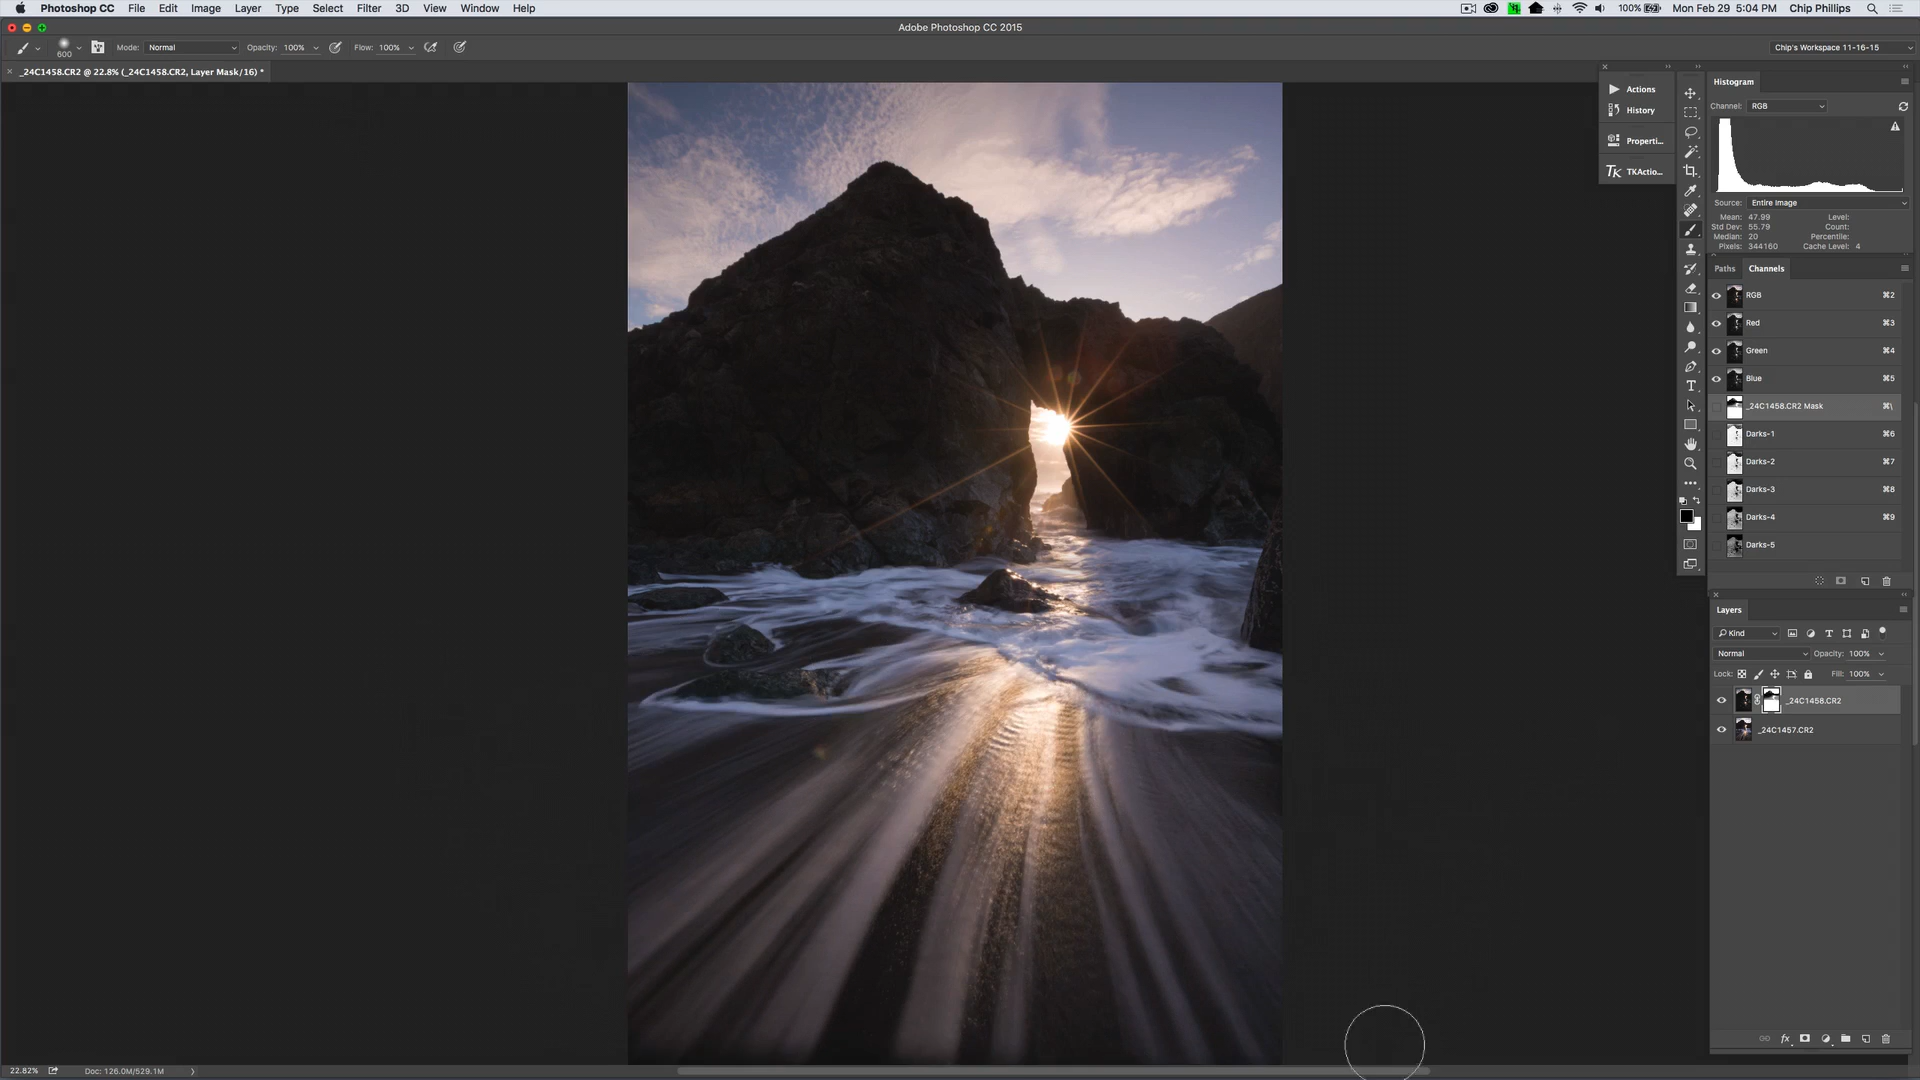 Photoshop CC File Edit Image Layer Type Select Filter 3D View Window Help 100% Mon Feb 29 5:04 PM Chip Phillips
Adobe Photoshop CC 2015
600 Mode: Normal Opacity: 100% Flow: 100% Chip's Workspace 11-16-15
_24C1458.CR2 @ 22.8% (_24C1458.CR2, Layer Mask/16) *
Actions
History
Properti...
TK TKActio...
Histogram
Channel: RGB
Source: Entire Image
Mean: 47.99 Level:
Std Dev: 55.79 Count:
Median: 20 Percentile:
Pixels: 344160 Cache Level: 4
Paths Channels
RGB ⌘2
Red ⌘3
Green ⌘4
Blue ⌘5
_24C1458.CR2 Mask ⌘\
Darks-1 ⌘6
Darks-2 ⌘7
Darks-3 ⌘8
Darks-4 ⌘9
Darks-5
Layers
Kind
Normal Opacity: 100%
Lock: Fill: 100%
_24C1458.CR2
_24C1457.CR2
fx
22.82% Doc: 126.0M/529.1M